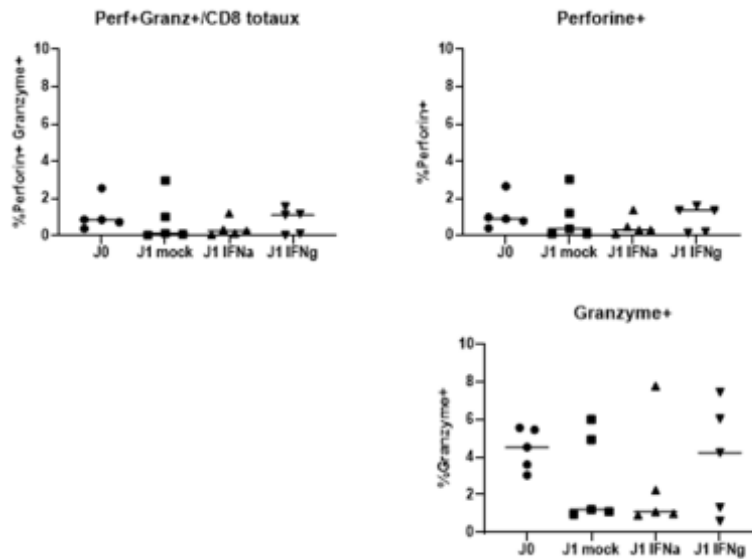 Perf+Granz+/CD8 totaux
%Perforin+ Granzyme+
10
8
6
4
2
0
J0 J1 mock J1 IFNa J1 IFNg
Perforine+
%Perforin+
10
8
6
4
2
0
J0 J1 mock J1 IFNa J1 IFNg
Granzyme+
%Granzyme+
10
8
6
4
2
0
J0 J1 mock J1 IFNa J1 IFNg